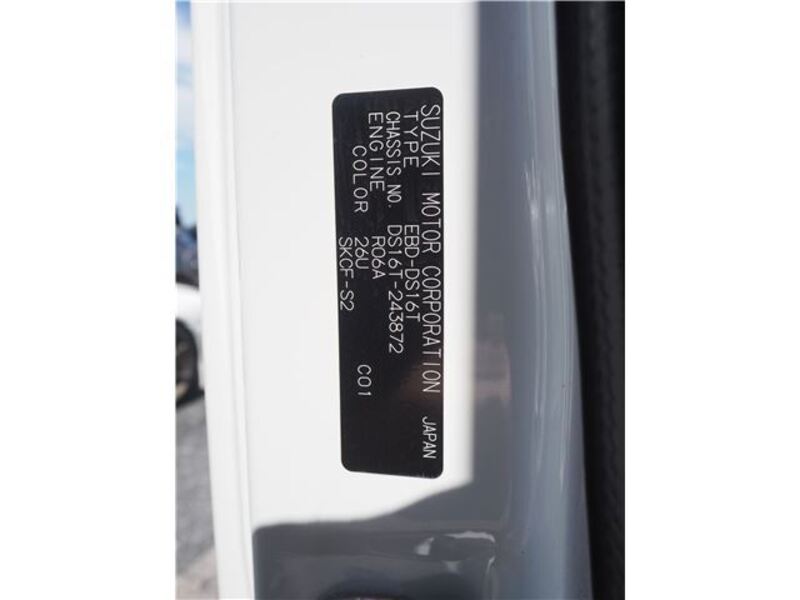 SUZUKI MOTOR CORPORATION JAPAN
TYPE EBD-DS16T
CHASSIS NO. DS16T-243872
ENGINE R06A
COLOR 26U C01
SKCF-S2